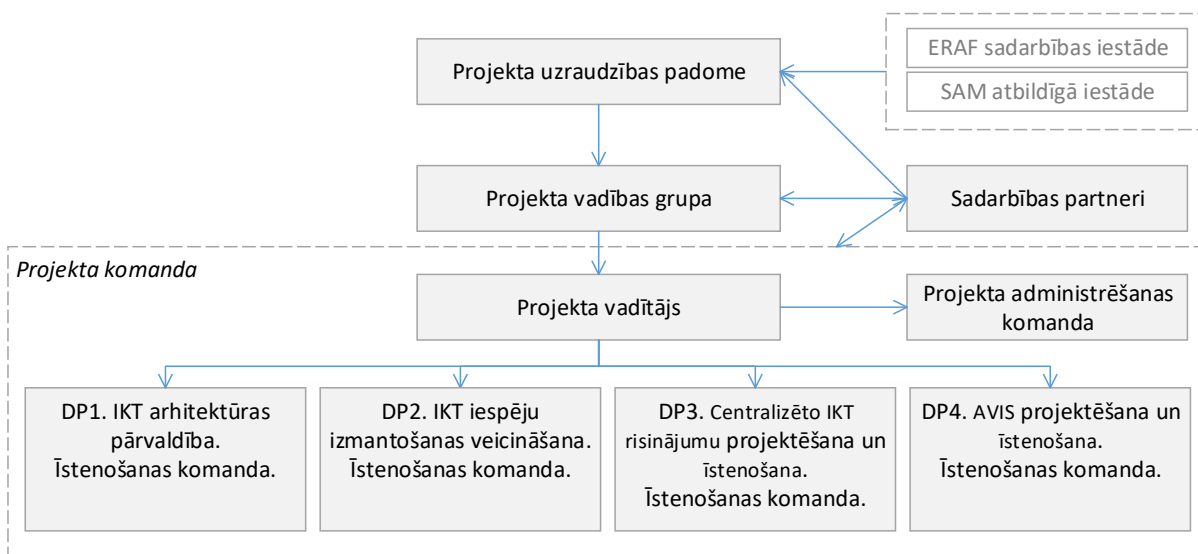 ERAF sadarbības iestāde
Projekta uzraudzības padome
SAM atbildīgā iestāde
Projekta vadības grupa
Sadarbības partneri
Projekta komanda
Projekta vadītājs
Projekta administrēšanas
komanda
DP1. IKT arhitektūras
pārvaldība.
Īstenošanas komanda.
DP2. IKT iespēju
izmantošanas veicināšana.
Īstenošanas komanda.
DP3. Centralizēto IKT
risinājumu projektēšana un
īstenošana.
Īstenošanas komanda.
DP4. AVIS projektēšana un
īstenošana.
Īstenošanas komanda.